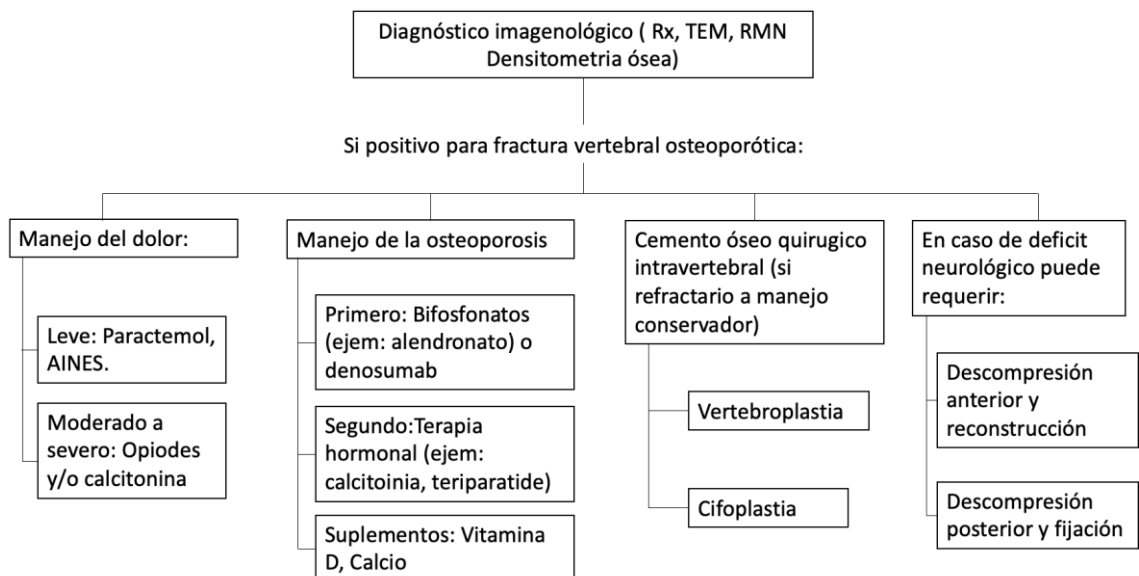 Diagnóstico imagenológico ( Rx, TEM, RMN
Densitometria ósea)
Si positivo para fractura vertebral osteoporótica:
Manejo del dolor:
Leve: Paractemol,
AINES.
Moderado a
severo: Opiodes
y/o calcitonina
Manejo de la osteoporosis
Primero: Bifosfonatos
(ejem: alendronato) o
denosumab
Segundo:Terapia
hormonal (ejem:
calcitoinia, teriparatide)
Suplementos: Vitamina
D, Calcio
Cemento óseo quirugico
intravertebral (si
refractario a manejo
conservador)
Vertebroplastia
Cifoplastia
En caso de deficit
neurológico puede
requerir:
Descompresión
anterior y
reconstrucción
Descompresión
posterior y fijación